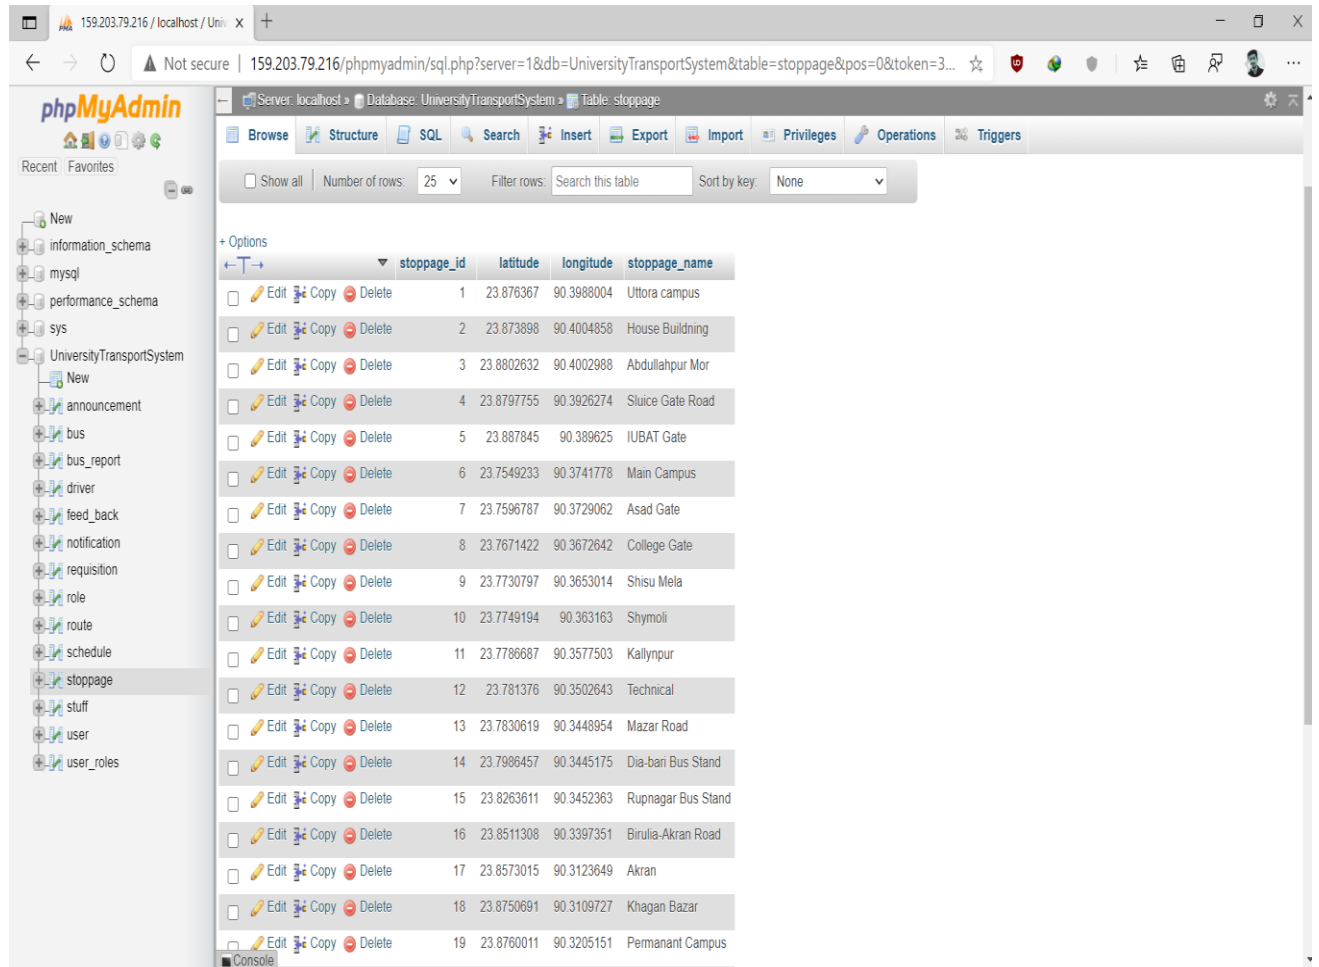 159.203.79.216 / localhost / Univ
Not secure | 159.203.79.216/phpmyadmin/sql.php?server=1&db=UniversityTransportSystem&table=stoppage&pos=0&token=3...
phpMyAdmin
Recent Favorites
New
information_schema
mysql
performance_schema
sys
UniversityTransportSystem
New
announcement
bus
bus_report
driver
feed_back
notification
requisition
role
route
schedule
stoppage
stuff
user
user_roles
Server: localhost » Database: UniversityTransportSystem » Table: stoppage
Browse Structure SQL Search Insert Export Import Privileges Operations Triggers
Show all | Number of rows: 25 Filter rows: Search this table Sort by key: None
+ Options
←T→ ▼ stoppage_id latitude longitude stoppage_name
Edit Copy Delete 1 23.876367 90.3988004 Uttora campus
Edit Copy Delete 2 23.873898 90.4004858 House Buildning
Edit Copy Delete 3 23.8802632 90.4002988 Abdullahpur Mor
Edit Copy Delete 4 23.8797755 90.3926274 Sluice Gate Road
Edit Copy Delete 5 23.887845 90.389625 IUBAT Gate
Edit Copy Delete 6 23.7549233 90.3741778 Main Campus
Edit Copy Delete 7 23.7596787 90.3729062 Asad Gate
Edit Copy Delete 8 23.7671422 90.3672642 College Gate
Edit Copy Delete 9 23.7730797 90.3653014 Shisu Mela
Edit Copy Delete 10 23.7749194 90.363163 Shymoli
Edit Copy Delete 11 23.7786687 90.3577503 Kallynpur
Edit Copy Delete 12 23.781376 90.3502643 Technical
Edit Copy Delete 13 23.7830619 90.3448954 Mazar Road
Edit Copy Delete 14 23.7986457 90.3445175 Dia-bari Bus Stand
Edit Copy Delete 15 23.8263611 90.3452363 Rupnagar Bus Stand
Edit Copy Delete 16 23.8511308 90.3397351 Birulia-Akran Road
Edit Copy Delete 17 23.8573015 90.3123649 Akran
Edit Copy Delete 18 23.8750691 90.3109727 Khagan Bazar
Edit Copy Delete 19 23.8760011 90.3205151 Permanant Campus
Console